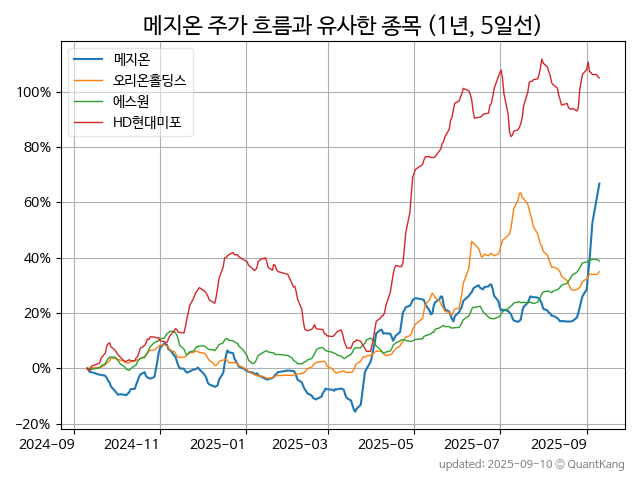 메지온 주가 흐름과 유사한 종목 (1년, 5일선)
메지온
오리온홀딩스
에스원
HD현대미포
100%
80%
60%
40%
20%
0%
−20%
2024-09 2024-11 2025-01 2025-03 2025-05 2025-07 2025-09
updated: 2025-09-10 © QuantKang